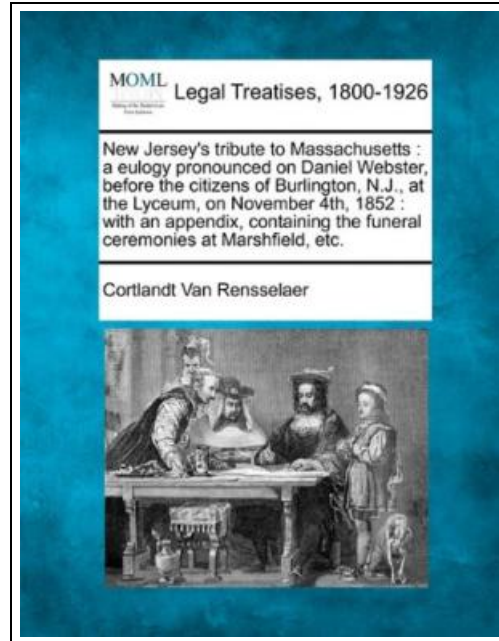 MOML
Legal Treatises, 1800-1926
New Jersey's tribute to Massachusetts :
a eulogy pronounced on Daniel Webster,
before the citizens of Burlington, N.J., at
the Lyceum, on November 4th, 1852 :
with an appendix, containing the funeral
ceremonies at Marshfield, etc.
Cortlandt Van Rensselaer